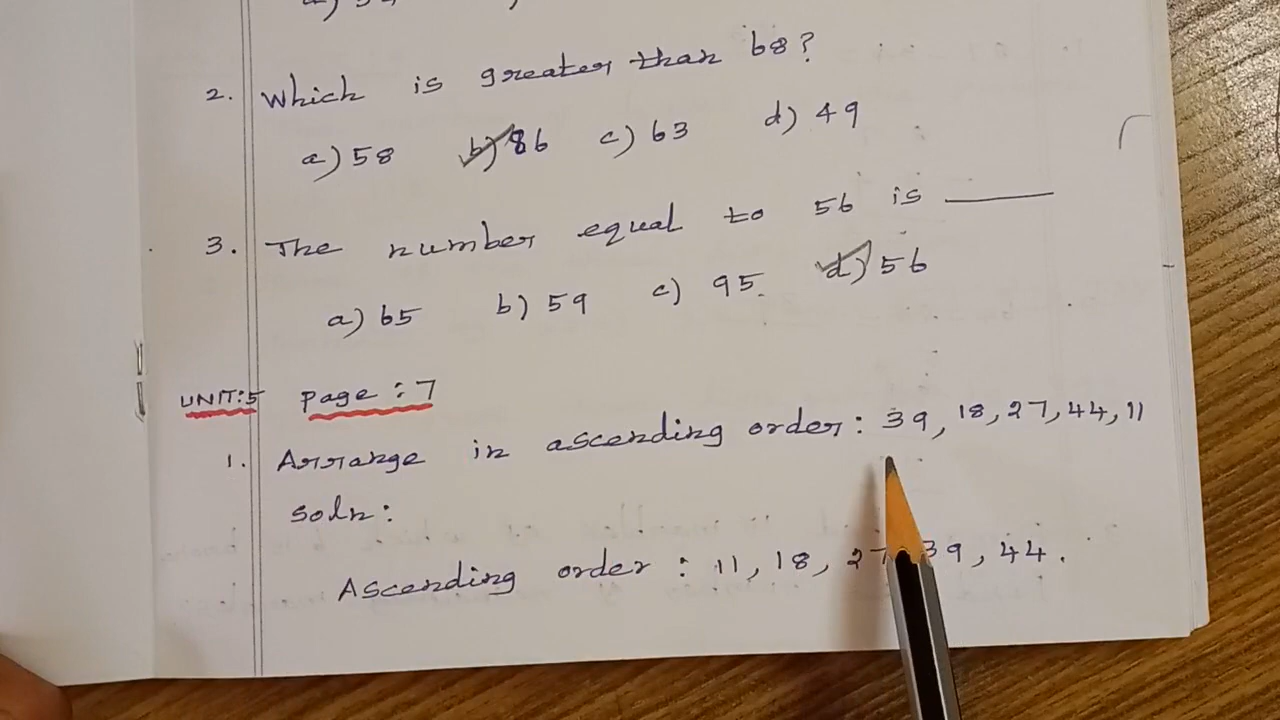 2. Which is greater than 68?
a) 58 b) 86 c) 63 d) 49
3. The number equal to 56 is ____
a) 65 b) 59 c) 95 d) 56
UNIT:5 Page : 7
1. Arrange in ascending order: 39, 18, 27, 44, 11
Soln:
Ascending order : 11, 18, 27, 39, 44.